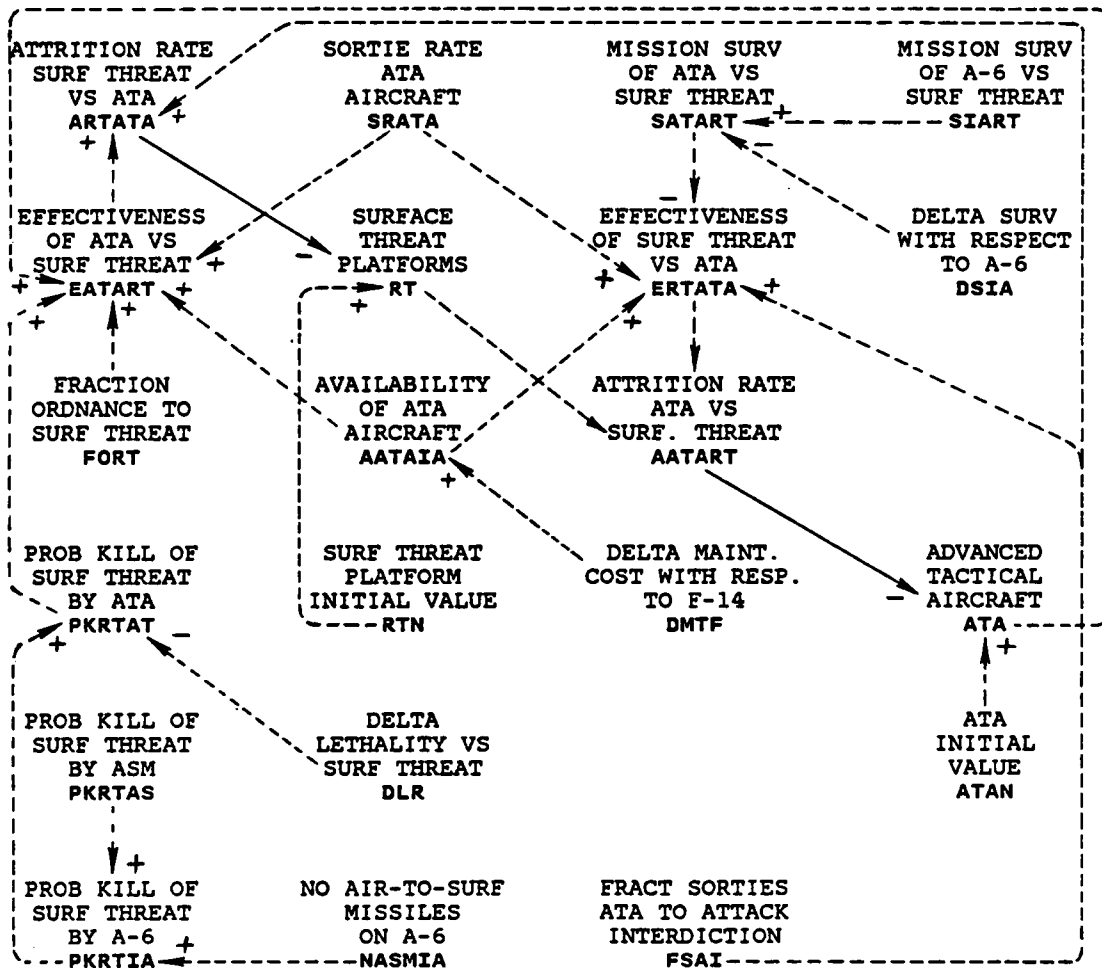 ATTRITION RATE
SURF THREAT
VS ATA
ARTATA
+
+
SORTIE RATE
ATA
AIRCRAFT
SRATA
MISSION SURV
OF ATA VS
SURF THREAT
SATART
+
−
MISSION SURV
OF A-6 VS
SURF THREAT
SIART
EFFECTIVENESS
OF ATA VS
SURF THREAT
EATART
+
+
+
+
+
SURFACE
THREAT
PLATFORMS
RT
−
+
−
EFFECTIVENESS
OF SURF THREAT
VS ATA
ERTATA
+
+
+
DELTA SURV
WITH RESPECT
TO A-6
DSIA
FRACTION
ORDNANCE TO
SURF THREAT
FORT
AVAILABILITY
OF ATA
AIRCRAFT
AATAIA
+
ATTRITION RATE
ATA VS
SURF. THREAT
AATART
PROB KILL OF
SURF THREAT
BY ATA
PKRTAT
+
−
SURF THREAT
PLATFORM
INITIAL VALUE
RTN
DELTA MAINT.
COST WITH RESP.
TO F-14
DMTF
ADVANCED
TACTICAL
AIRCRAFT
ATA
−
+
PROB KILL OF
SURF THREAT
BY ASM
PKRTAS
DELTA
LETHALITY VS
SURF THREAT
DLR
ATA
INITIAL
VALUE
ATAN
+
PROB KILL OF
SURF THREAT
BY A-6
PKRTIA
+
NO AIR-TO-SURF
MISSILES
ON A-6
NASMIA
FRACT SORTIES
ATA TO ATTACK
INTERDICTION
FSAI